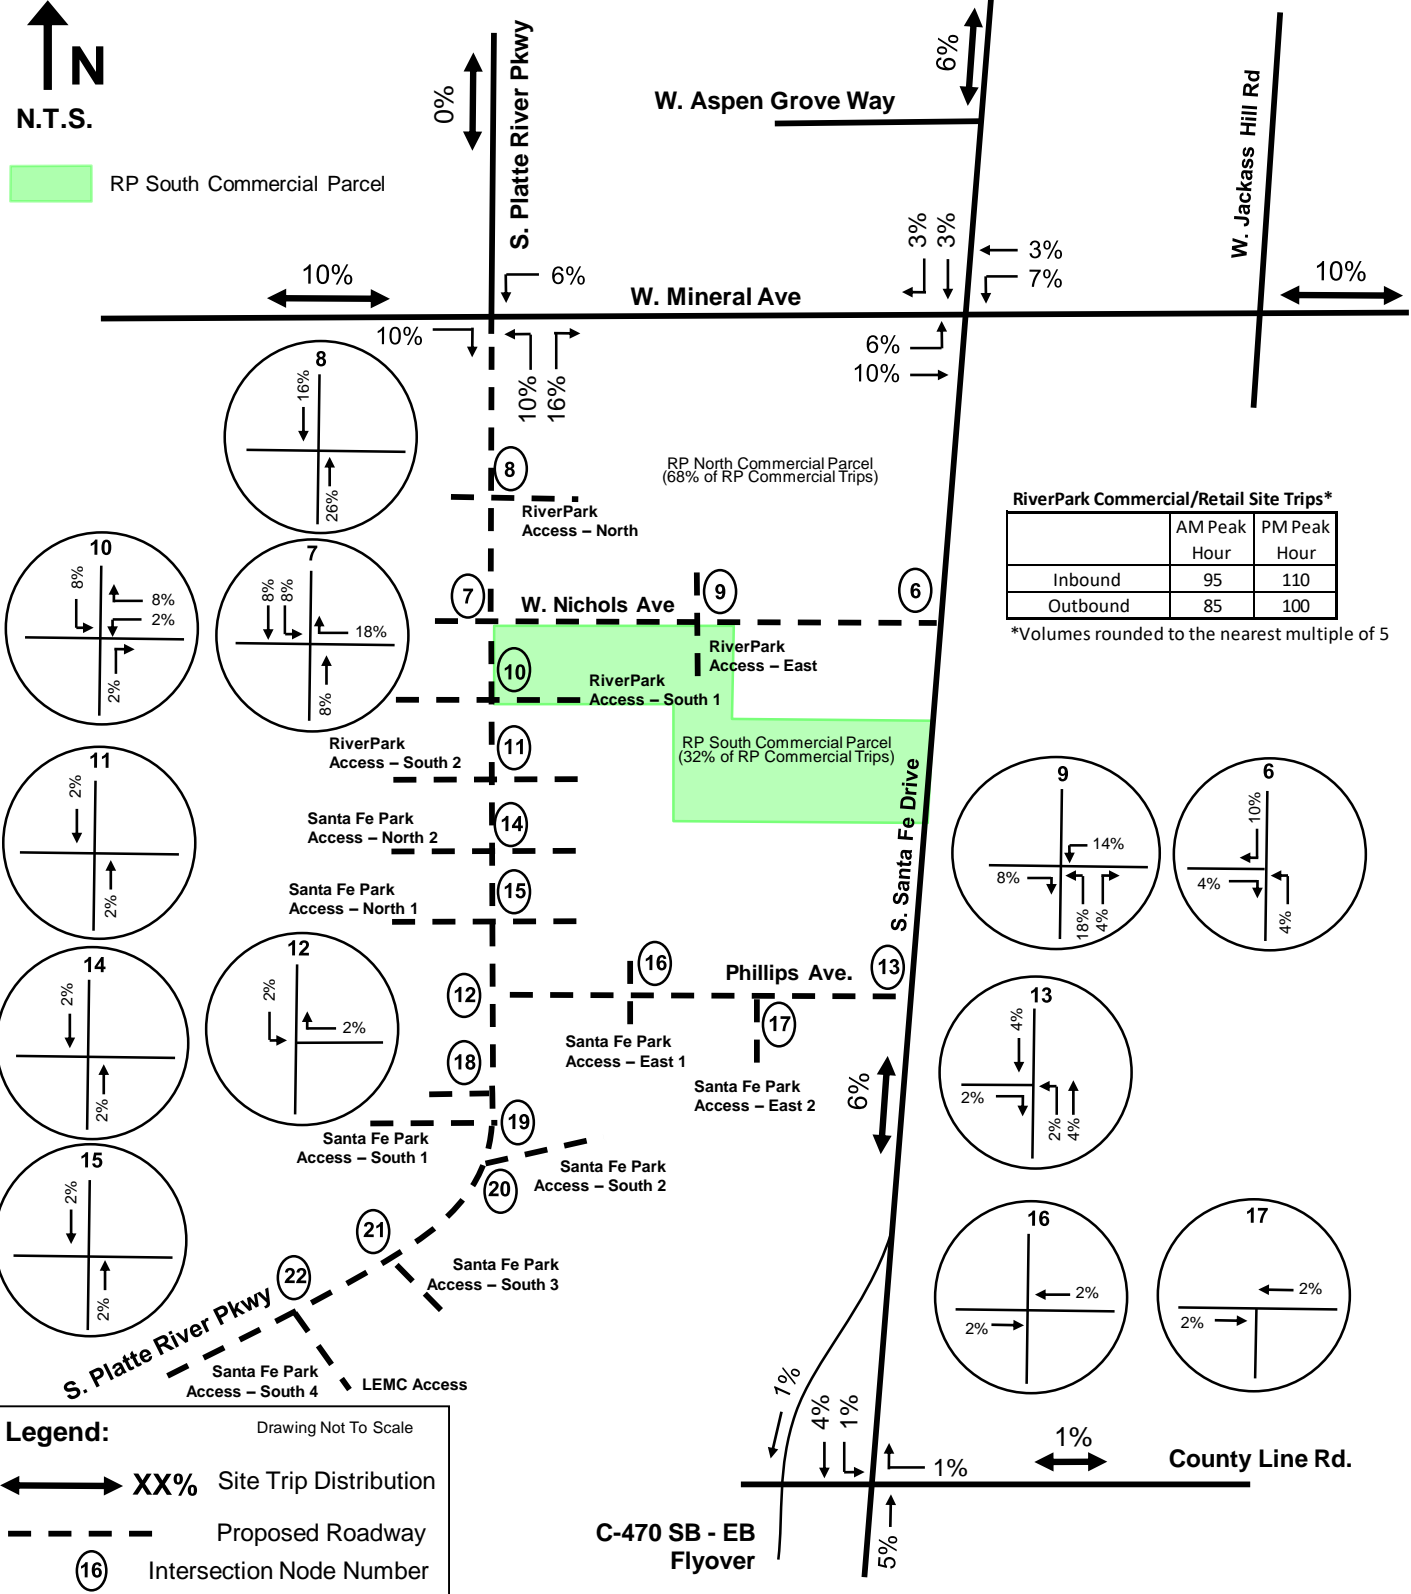 N
N.T.S.
RP South Commercial Parcel
0%
S. Platte River Pkwy
W. Aspen Grove Way
6%
W. Jackass Hill Rd
3%
3%
3%
7%
10%
6%
W. Mineral Ave
10%
10%
10%
16%
6%
10%
8
16%
26%
8
RiverPark
Access – North
RP North Commercial Parcel
(68% of RP Commercial Trips)
RiverPark Commercial/Retail Site Trips*
AM Peak Hour
PM Peak Hour
Inbound 95 110
Outbound 85 100
*Volumes rounded to the nearest multiple of 5
10
8%
8%
2%
2%
7
8%
8%
18%
8%
7
W. Nichols Ave
9
6
RiverPark
Access – East
10
RiverPark
Access – South 1
RiverPark
Access – South 2
11
RP South Commercial Parcel
(32% of RP Commercial Trips)
S. Santa Fe Drive
11
2%
2%
Santa Fe Park
Access – North 2
14
Santa Fe Park
Access – North 1
15
9
14%
8%
18%
4%
6
10%
4%
4%
14
2%
2%
12
2%
2%
12
16
Phillips Ave.
13
17
Santa Fe Park
Access – East 1
Santa Fe Park
Access – East 2
6%
13
4%
2%
2%
4%
18
19
Santa Fe Park
Access – South 1
20
Santa Fe Park
Access – South 2
15
2%
2%
21
Santa Fe Park
Access – South 3
22
S. Platte River Pkwy
Santa Fe Park
Access – South 4
LEMC Access
16
2%
2%
17
2%
2%
1%
4%
1%
1%
5%
1%
County Line Rd.
C-470 SB - EB
Flyover
Legend:
Drawing Not To Scale
XX% Site Trip Distribution
Proposed Roadway
16 Intersection Node Number